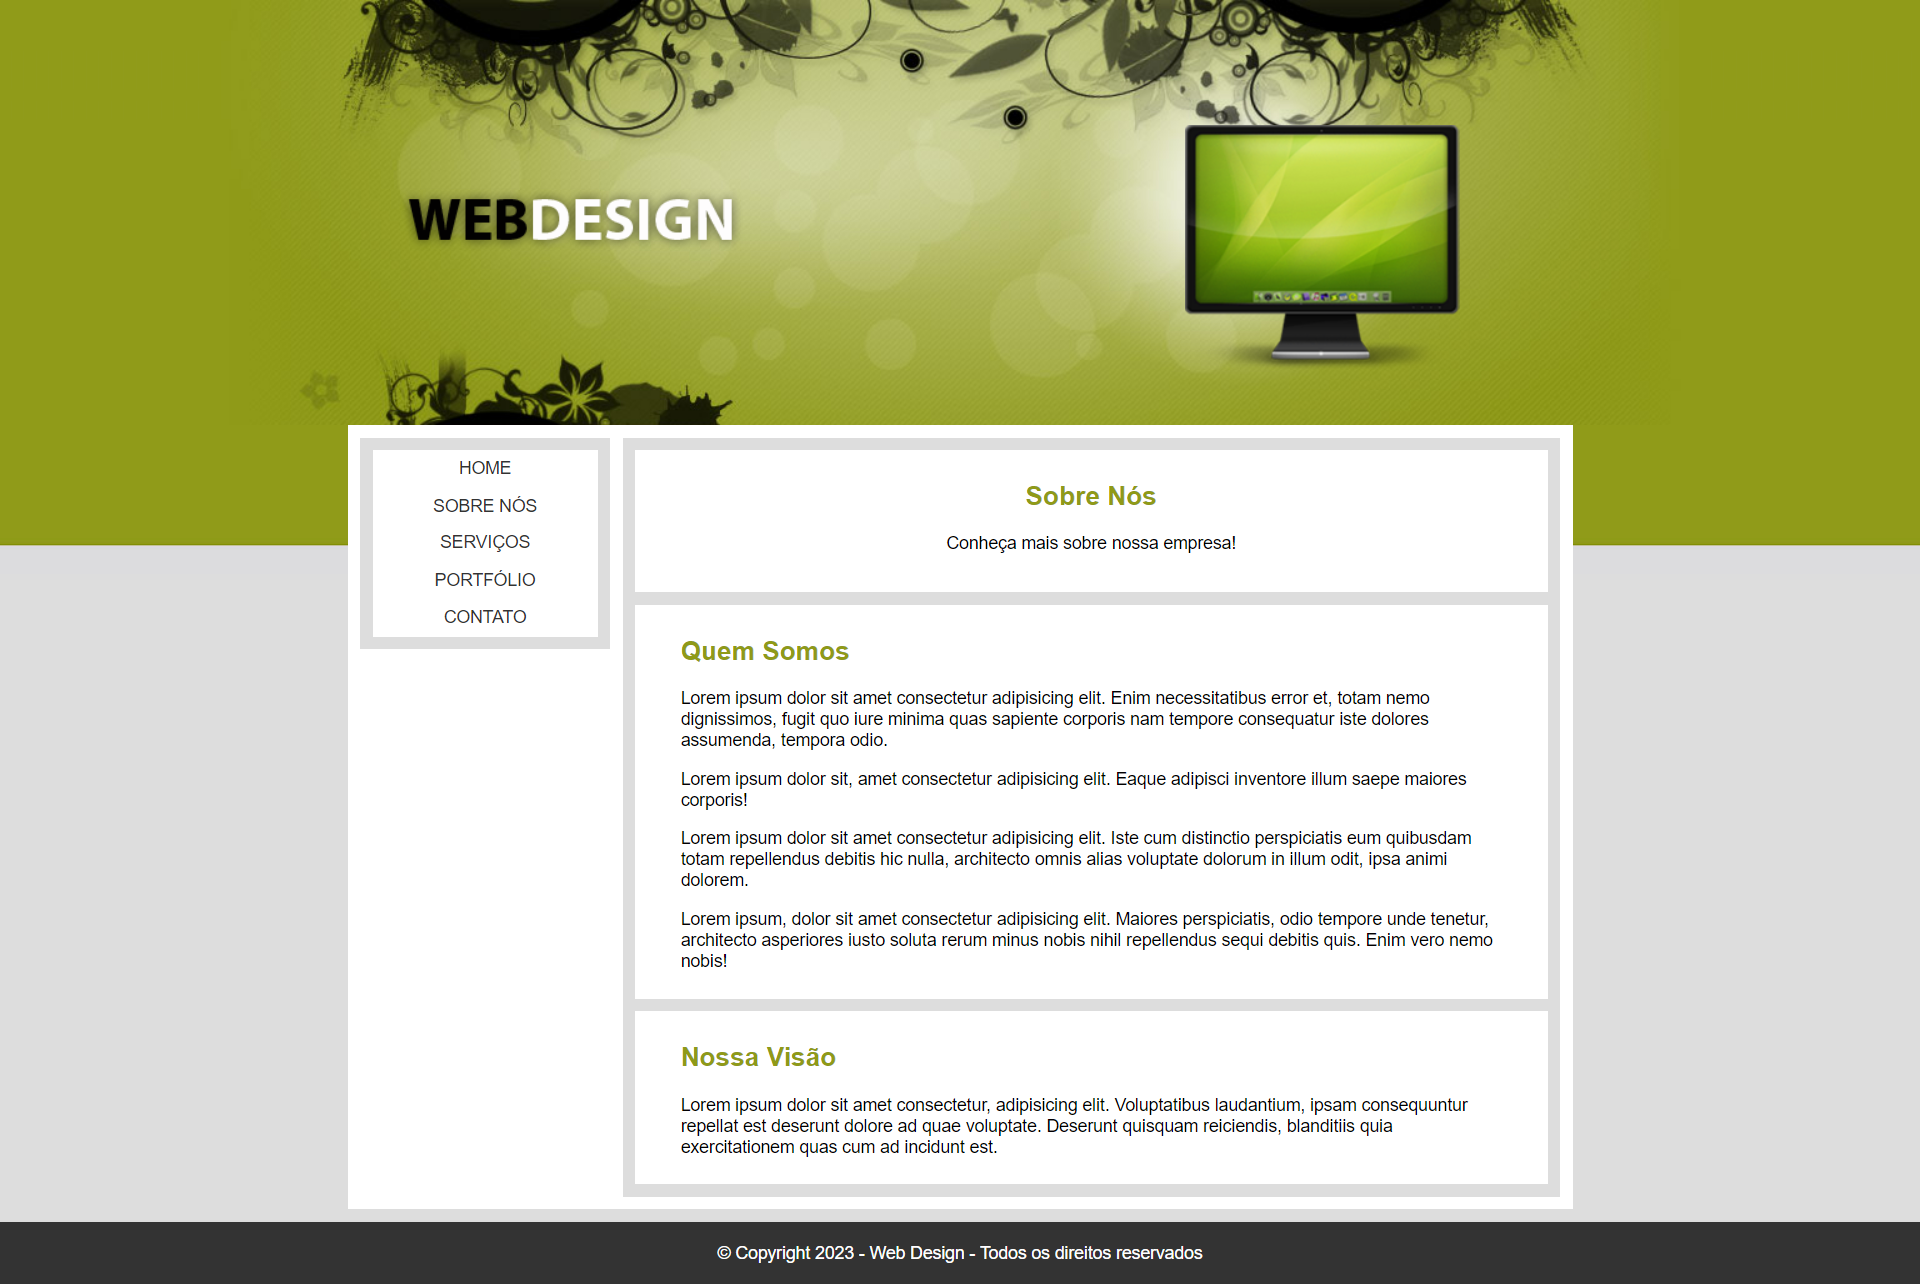 WEBDESIGN
HOME
SOBRE NÓS
SERVIÇOS
PORTFÓLIO
CONTATO
Sobre Nós
Conheça mais sobre nossa empresa!
Quem Somos
Lorem ipsum dolor sit amet consectetur adipisicing elit. Enim necessitatibus error et, totam nemo
dignissimos, fugit quo iure minima quas sapiente corporis nam tempore consequatur iste dolores
assumenda, tempora odio.
Lorem ipsum dolor sit, amet consectetur adipisicing elit. Eaque adipisci inventore illum saepe maiores
corporis!
Lorem ipsum dolor sit amet consectetur adipisicing elit. Iste cum distinctio perspiciatis eum quibusdam
totam repellendus debitis hic nulla, architecto omnis alias voluptate dolorum in illum odit, ipsa animi
dolorem.
Lorem ipsum, dolor sit amet consectetur adipisicing elit. Maiores perspiciatis, odio tempore unde tenetur,
architecto asperiores iusto soluta rerum minus nobis nihil repellendus sequi debitis quis. Enim vero nemo
nobis!
Nossa Visão
Lorem ipsum dolor sit amet consectetur, adipisicing elit. Voluptatibus laudantium, ipsam consequuntur
repellat est deserunt dolore ad quae voluptate. Deserunt quisquam reiciendis, blanditiis quia
exercitationem quas cum ad incidunt est.
© Copyright 2023 - Web Design - Todos os direitos reservados